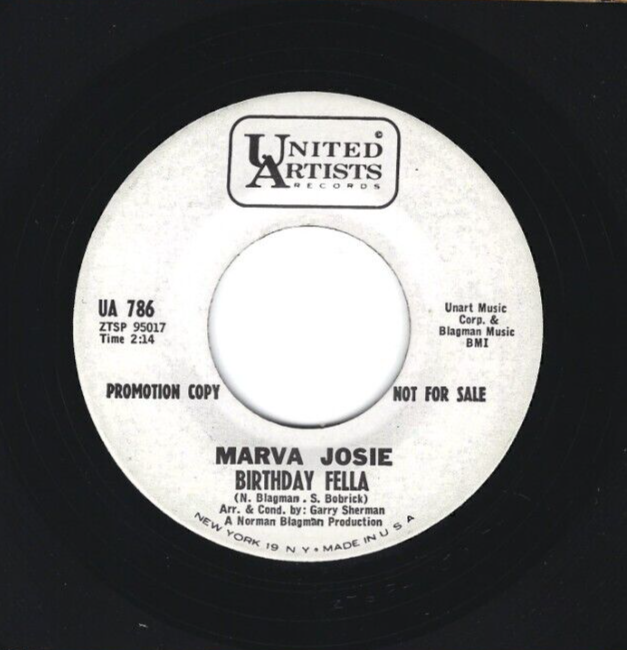 UNITED ©
ARTISTS
RECORDS
UA 786
ZTSP 95017
Time 2:14
Unart Music
Corp. &
Blagman Music
BMI
PROMOTION COPY
NOT FOR SALE
MARVA JOSIE
BIRTHDAY FELLA
(N. Blagman . S. Bobrick)
Arr. & Cond. by: Garry Sherman
A Norman Blagman Production
NEW YORK 19 N Y • MADE IN U S A